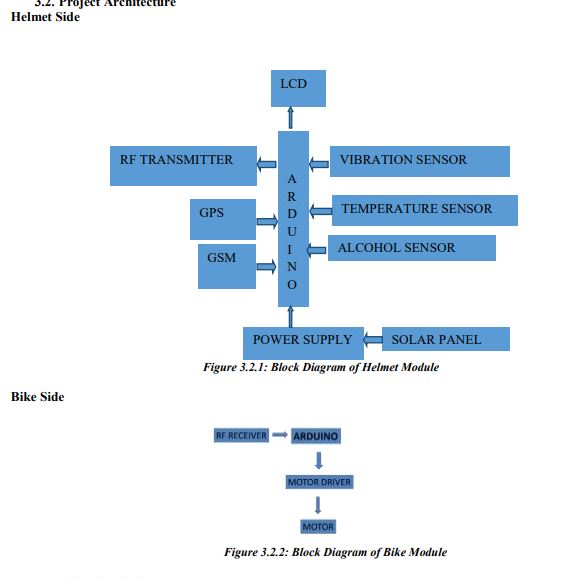 3.2. Project Architecture
Helmet Side
LCD
RF TRANSMITTER
ARDUINO
VIBRATION SENSOR
GPS
TEMPERATURE SENSOR
GSM
ALCOHOL SENSOR
POWER SUPPLY
SOLAR PANEL
Figure 3.2.1: Block Diagram of Helmet Module
Bike Side
RF RECEIVER
ARDUINO
MOTOR DRIVER
MOTOR
Figure 3.2.2: Block Diagram of Bike Module